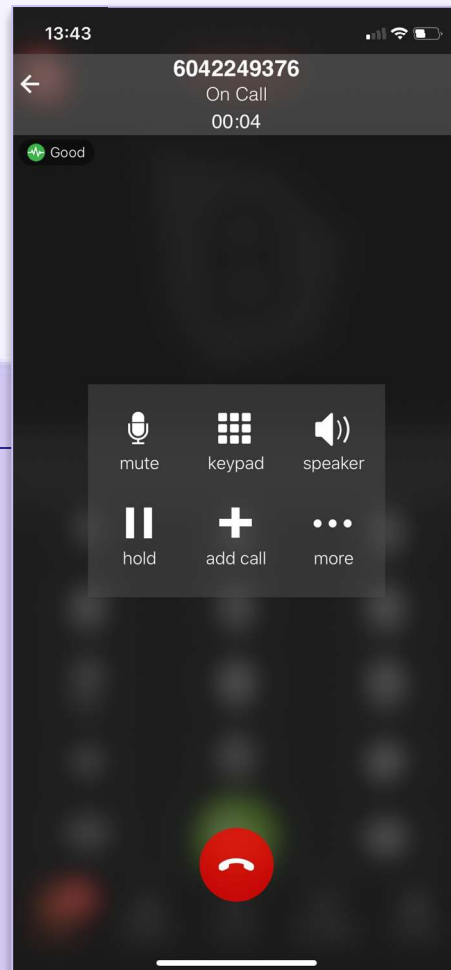 13:43
6042249376
On Call
00:04
Good
mute keypad speaker
hold add call more